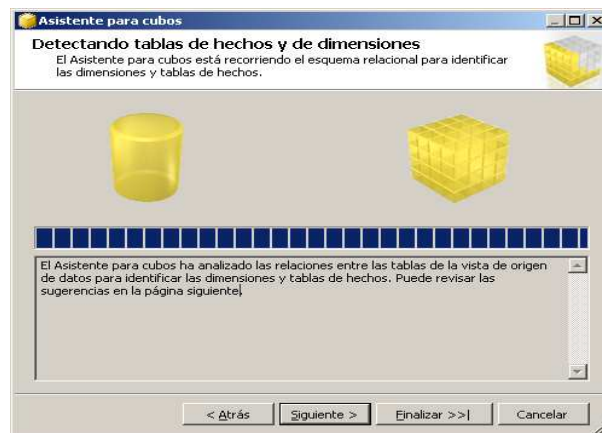 Asistente para cubos
Detectando tablas de hechos y de dimensiones
El Asistente para cubos está recorriendo el esquema relacional para identificar
las dimensiones y tablas de hechos.
El Asistente para cubos ha analizado las relaciones entre las tablas de la vista de origen
de datos para identificar las dimensiones y tablas de hechos. Puede revisar las
sugerencias en la página siguiente.
< Atrás
Siguiente >
Finalizar >>|
Cancelar